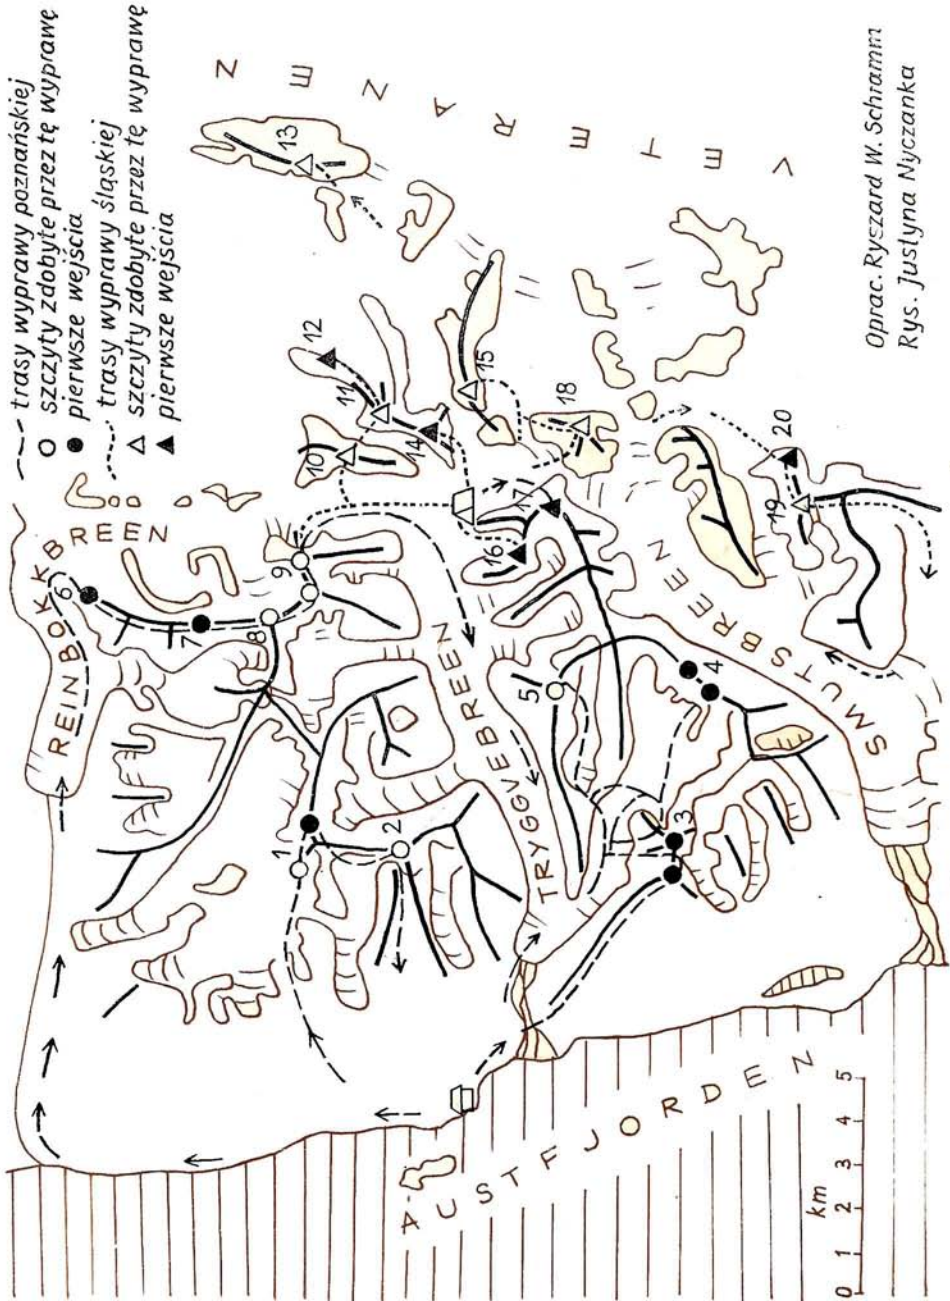 trasy wyprawy poznańskiej
szczyty zdobyte przez tę wyprawę
pierwsze wejścia
trasy wyprawy śląskiej
szczyty zdobyte przez tę wyprawę
pierwsze wejścia
REINBOKKBREEN
VETERANEN
TRYGGVEBREEN
SMUTSBREEN
AUSTFJORDEN
1
2
3
4
5
6
7
8
9
10
11
12
13
14
15
16
17
18
19
20
km
0 1 2 3 4 5
Oprac. Ryszard W. Schramm
Rys. Justyna Nyczanka